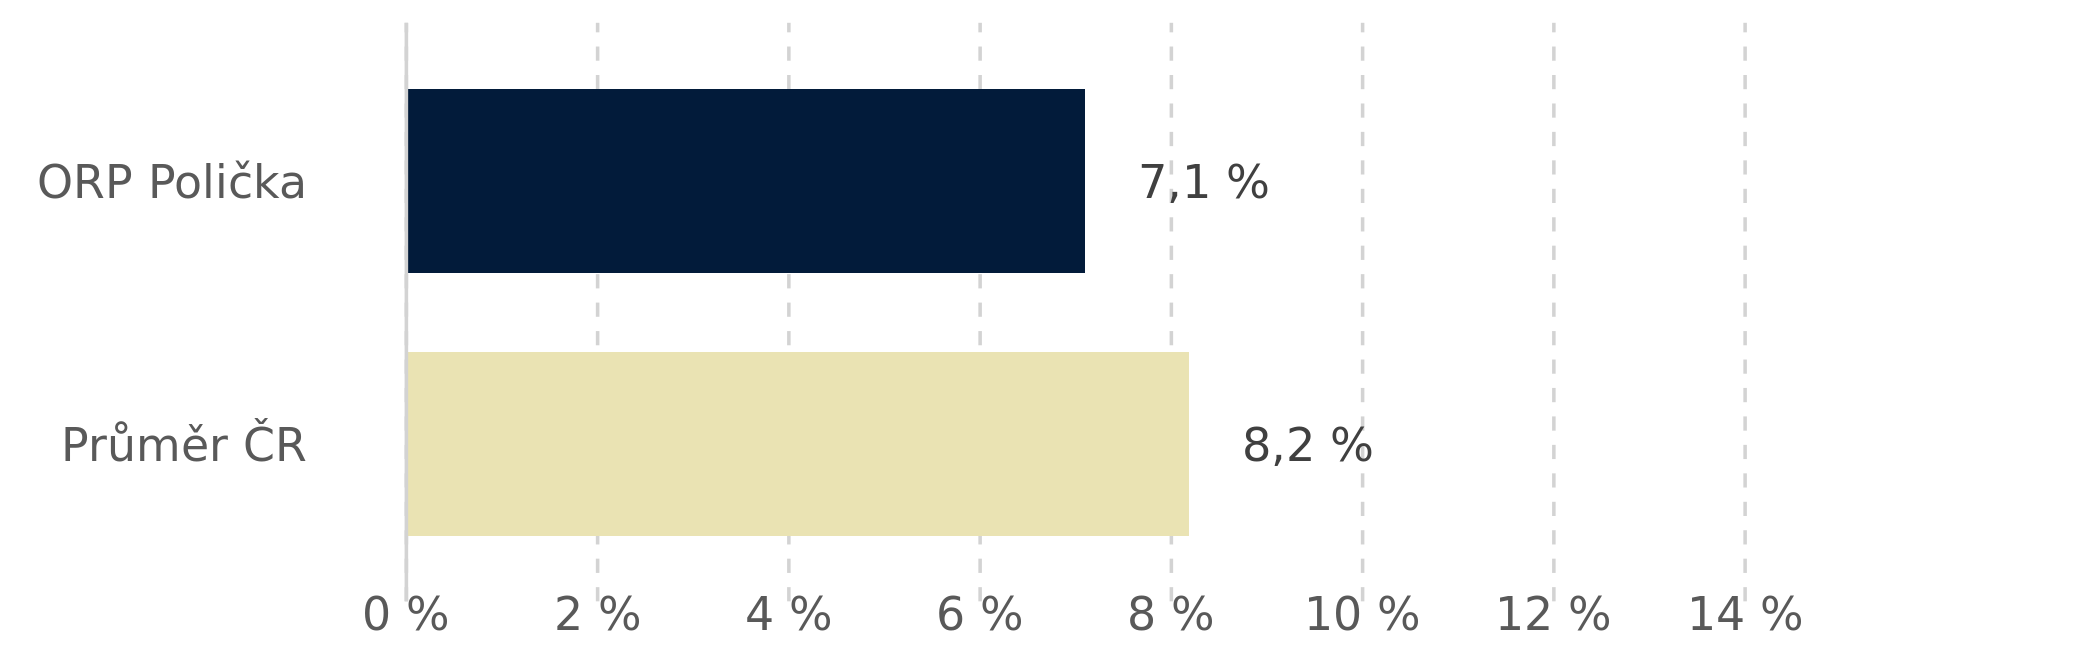 ORP Polička
7,1 %
Průměr ČR
8,2 %
0 % 2 % 4 % 6 % 8 % 10 % 12 % 14 %